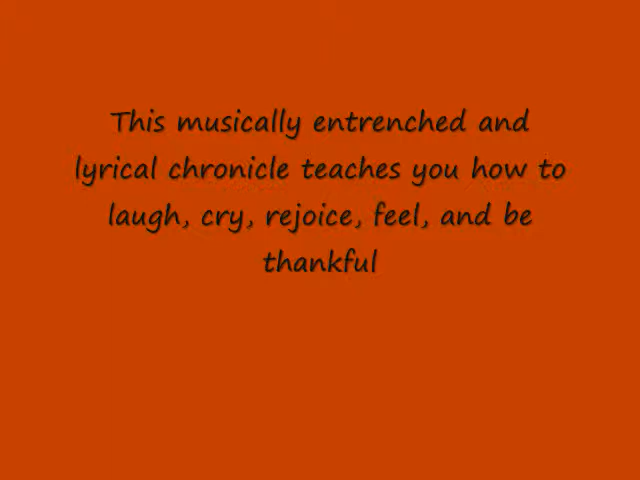 This musically entrenched and
lyrical chronicle teaches you how to
laugh, cry, rejoice, feel, and be
thankful